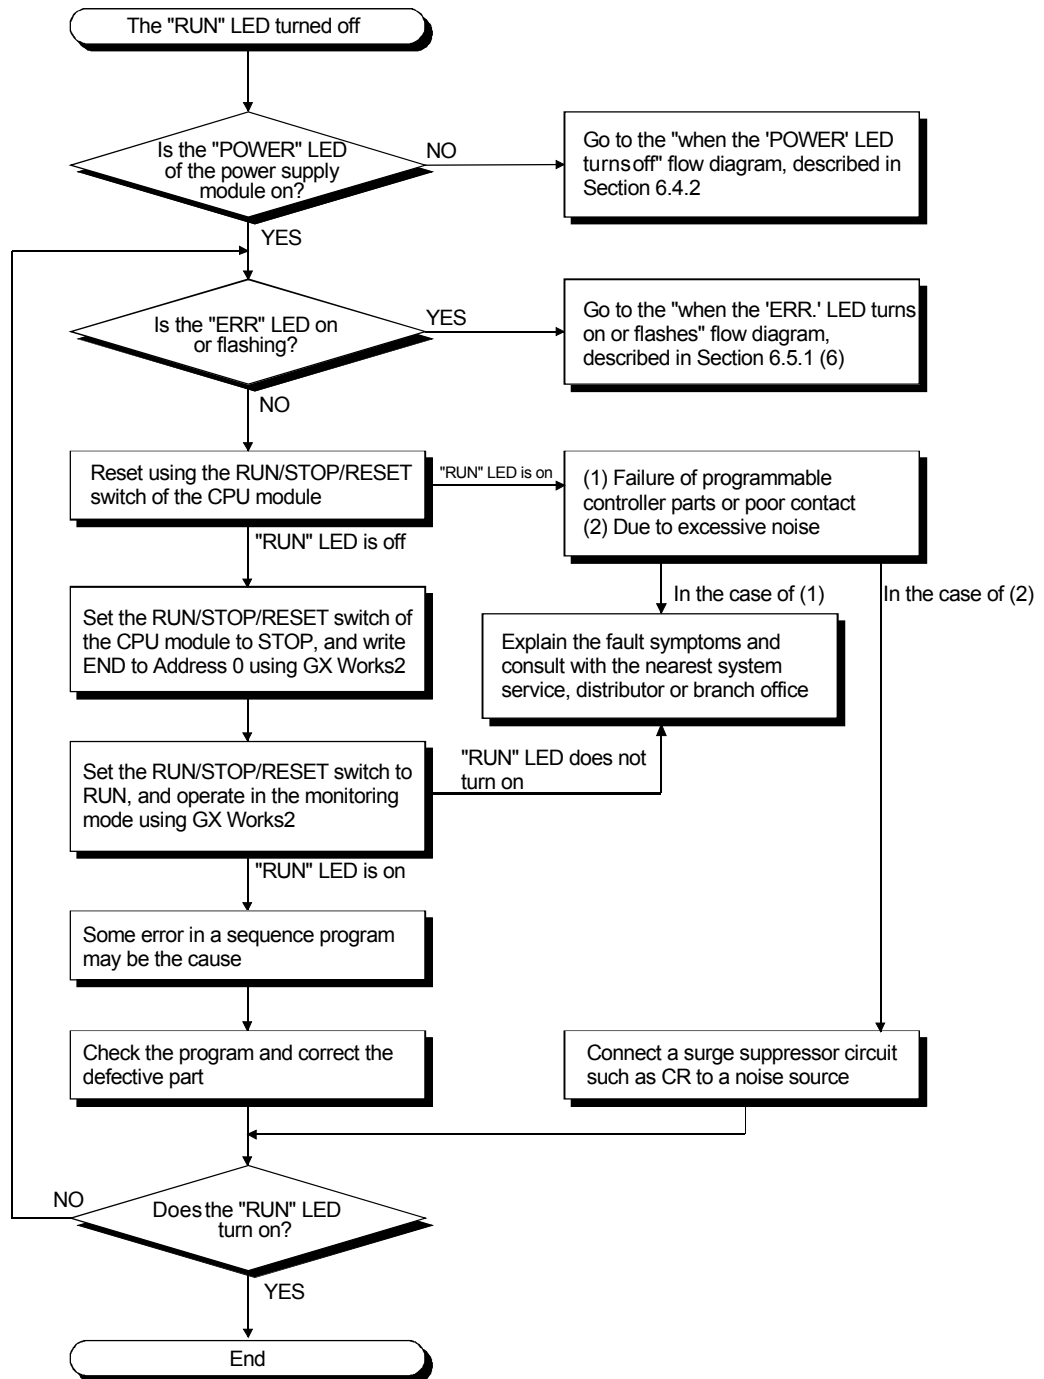 The "RUN" LED turned off
Is the "POWER" LED
of the power supply
module on?
NO
Go to the "when the 'POWER' LED
turns off" flow diagram, described in
Section 6.4.2
YES
Is the "ERR" LED on
or flashing?
YES
Go to the "when the 'ERR.' LED turns
on or flashes" flow diagram,
described in Section 6.5.1 (6)
NO
Reset using the RUN/STOP/RESET
switch of the CPU module
"RUN" LED is on
(1) Failure of programmable
controller parts or poor contact
(2) Due to excessive noise
"RUN" LED is off
In the case of (1)
In the case of (2)
Set the RUN/STOP/RESET switch of
the CPU module to STOP, and write
END to Address 0 using GX Works2
Explain the fault symptoms and
consult with the nearest system
service, distributor or branch office
Set the RUN/STOP/RESET switch to
RUN, and operate in the monitoring
mode using GX Works2
"RUN" LED does not
turn on
"RUN" LED is on
Some error in a sequence program
may be the cause
Check the program and correct the
defective part
Connect a surge suppressor circuit
such as CR to a noise source
NO
Does the "RUN" LED
turn on?
YES
End